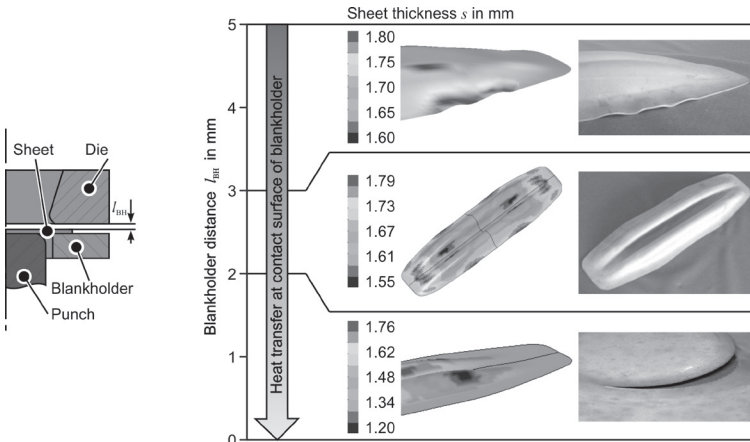 Sheet thickness s in mm
Sheet
Die
l_BH
Blankholder
Punch
Blankholder distance l_BH in mm
5
4
3
2
1
0
Heat transfer at contact surface of blankholder
1.80
1.75
1.70
1.65
1.60
1.79
1.73
1.67
1.61
1.55
1.76
1.62
1.48
1.34
1.20